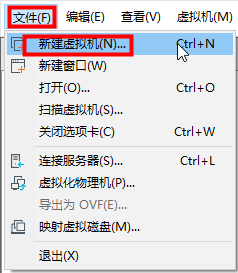 文件(F) 编辑(E) 查看(V) 虚拟机(M)
新建虚拟机(N)... Ctrl+N
新建窗口(W)
打开(O)... Ctrl+O
扫描虚拟机(S)...
关闭选项卡(C) Ctrl+W
连接服务器(S)... Ctrl+L
虚拟化物理机(P)...
导出为 OVF(E)...
映射虚拟磁盘(M)...
退出(X)